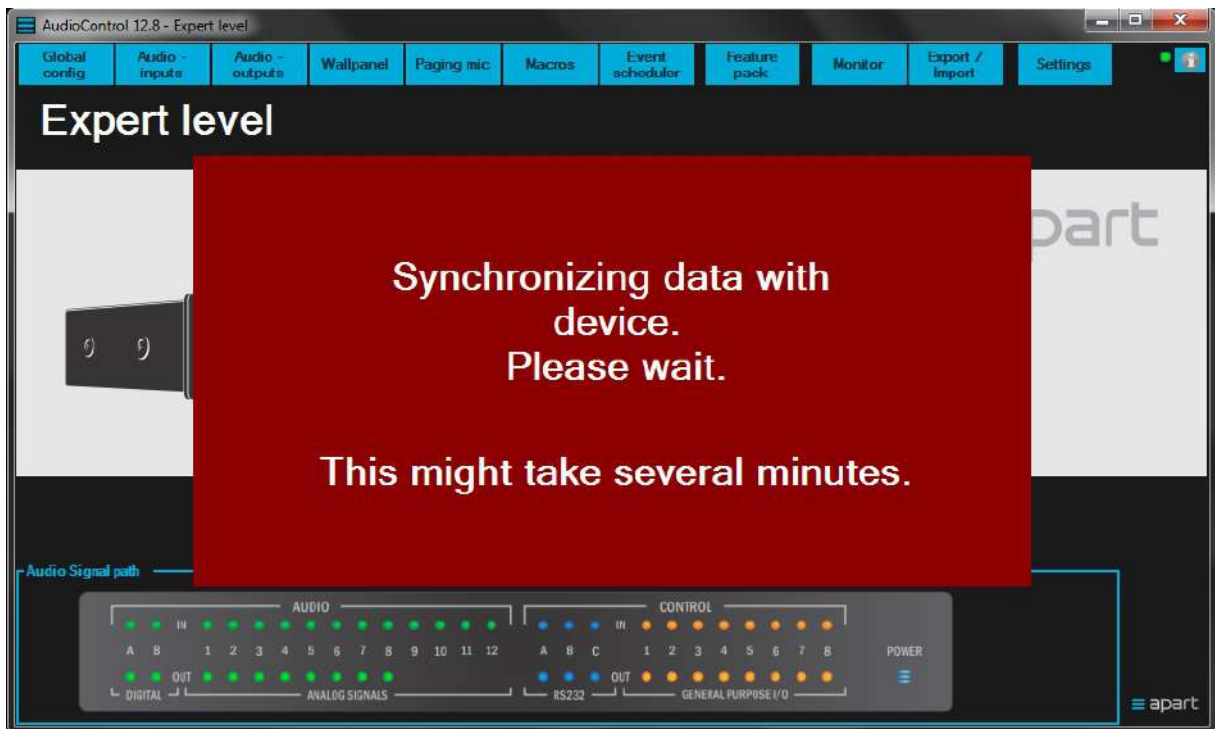 AudioControl 12.8 - Expert level
Global config
Audio - inputs
Audio - outputs
Wallpanel
Paging mic
Macros
Event scheduler
Feature pack
Monitor
Export / Import
Settings
Expert level
part
Synchronizing data with
device.
Please wait.
This might take several minutes.
Audio Signal path
AUDIO
CONTROL
IN
IN
A B 1 2 3 4 5 6 7 8 9 10 11 12 A B C 1 2 3 4 5 6 7 8 POWER
OUT
OUT
DIGITAL ANALOG SIGNALS RS232 GENERAL PURPOSE I/O
apart